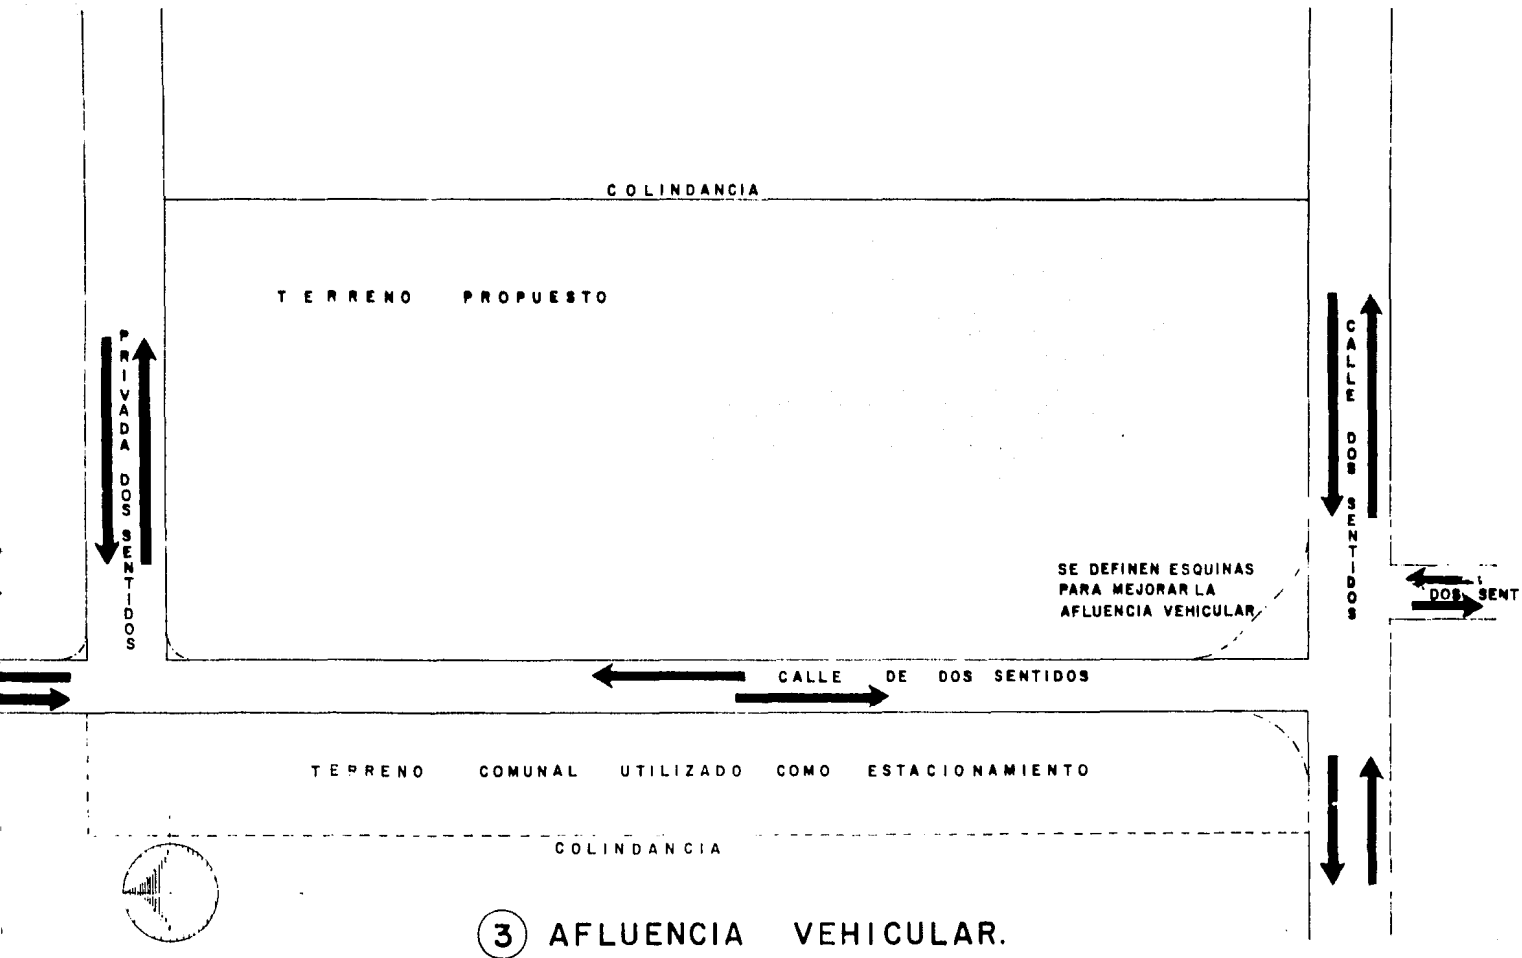 COLINDANCIA
TERRENO PROPUESTO
PRIVADA DOS SENTIDOS
CALLE DOS SENTIDOS
SE DEFINEN ESQUINAS
PARA MEJORAR LA
AFLUENCIA VEHICULAR
DOS SENT
CALLE DE DOS SENTIDOS
TERRENO COMUNAL UTILIZADO COMO ESTACIONAMIENTO
COLINDANCIA
3 AFLUENCIA VEHICULAR.